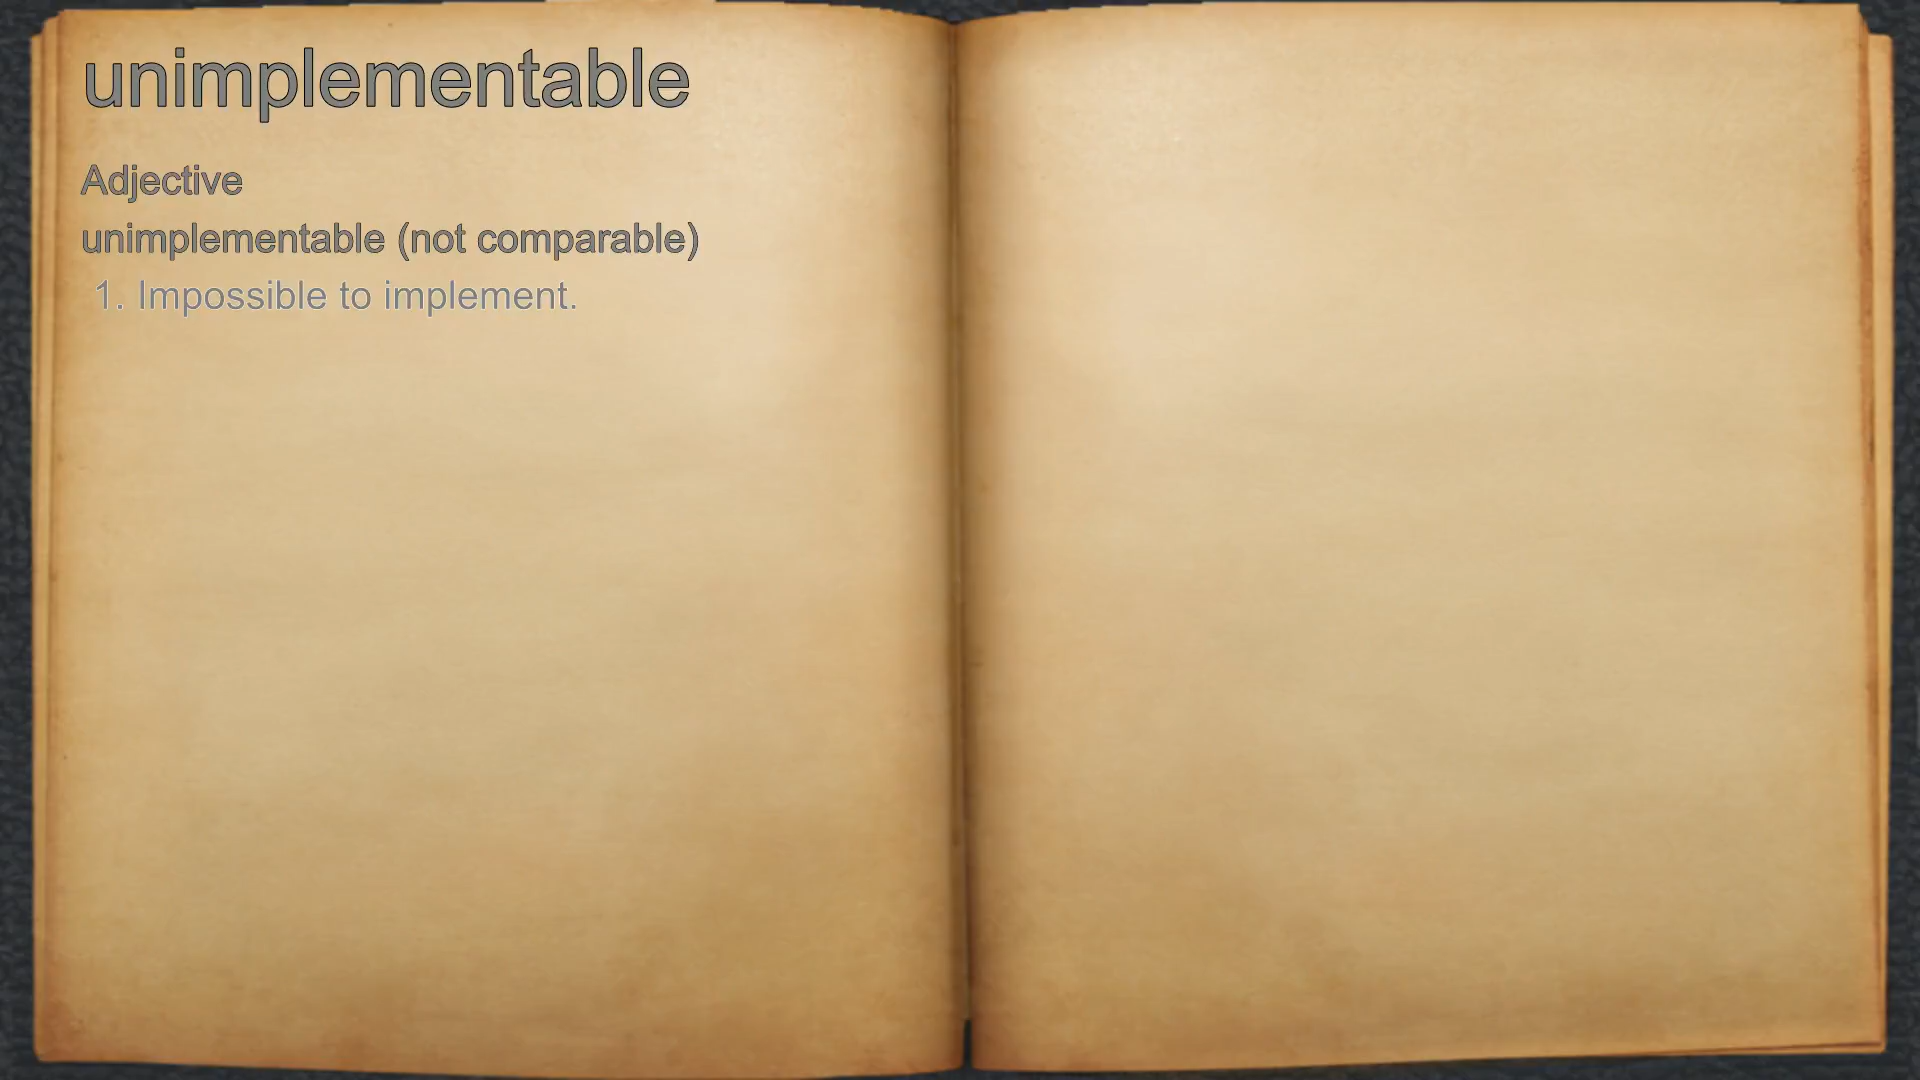 unimplementable
Adjective
unimplementable (not comparable)
1. Impossible to implement.